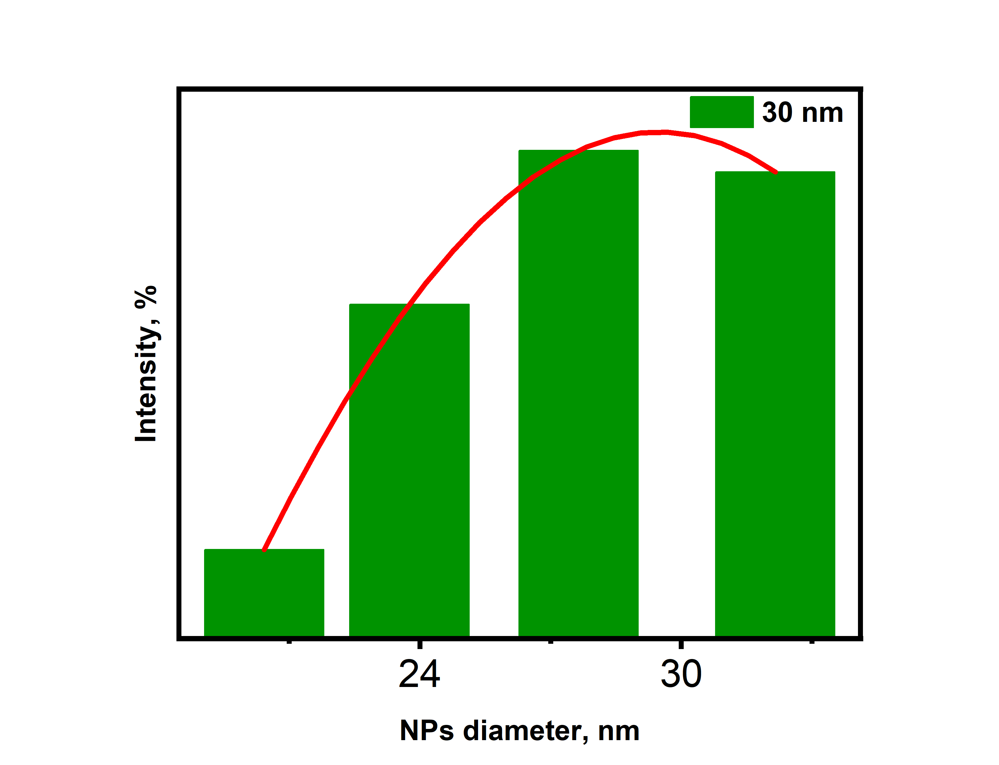 30 nm
Intensity, %
24
30
NPs diameter, nm